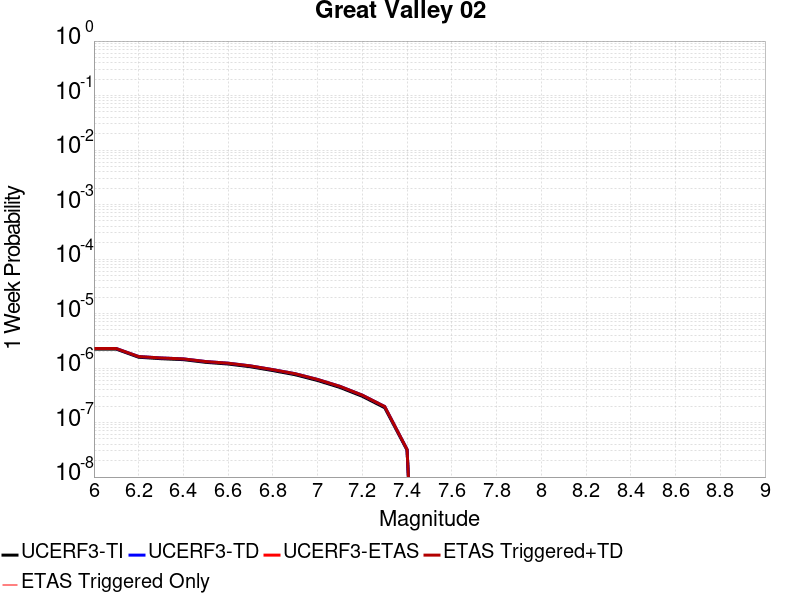 Great Valley 02
10^0
10^-1
10^-2
10^-3
10^-4
10^-5
10^-6
10^-7
10^-8
1 Week Probability
6 6.2 6.4 6.6 6.8 7 7.2 7.4 7.6 7.8 8 8.2 8.4 8.6 8.8 9
Magnitude
UCERF3-TI UCERF3-TD UCERF3-ETAS ETAS Triggered+TD
ETAS Triggered Only